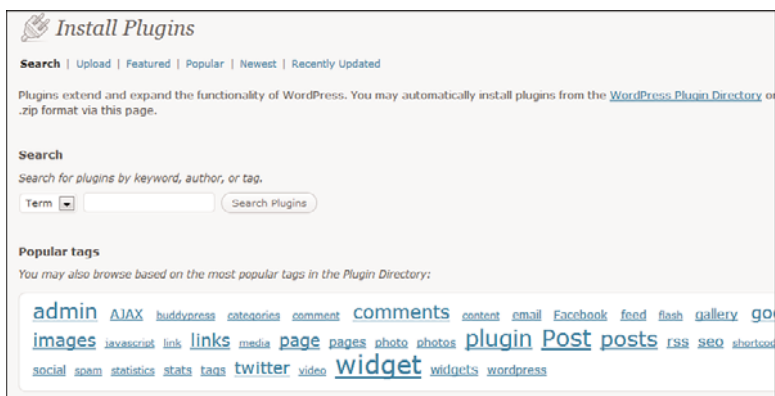 Install Plugins
Search | Upload | Featured | Popular | Newest | Recently Updated
Plugins extend and expand the functionality of WordPress. You may automatically install plugins from the WordPress Plugin Directory or
.zip format via this page.
Search
Search for plugins by keyword, author, or tag.
Term Search Plugins
Popular tags
You may also browse based on the most popular tags in the Plugin Directory:
admin AJAX buddypress categories comment comments content email Facebook feed flash gallery goo
images javascript link links media page pages photo photos plugin Post posts rss seo shortcod
social spam statistics stats tags twitter video widget widgets wordpress